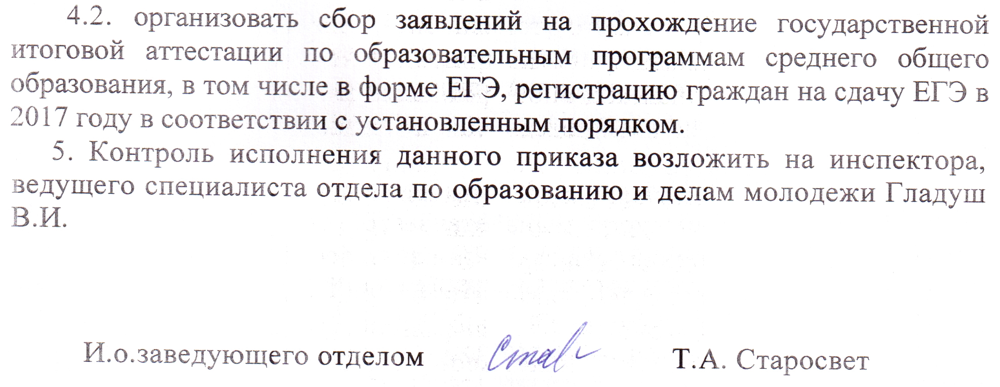 4.2. организовать сбор заявлений на прохождение государственной
итоговой аттестации по образовательным программам среднего общего
образования, в том числе в форме ЕГЭ, регистрацию граждан на сдачу ЕГЭ в
2017 году в соответствии с установленным порядком.
5. Контроль исполнения данного приказа возложить на инспектора,
ведущего специалиста отдела по образованию и делам молодежи Гладуш
В.И.
И.о.заведующего отделом Т.А. Старосвет